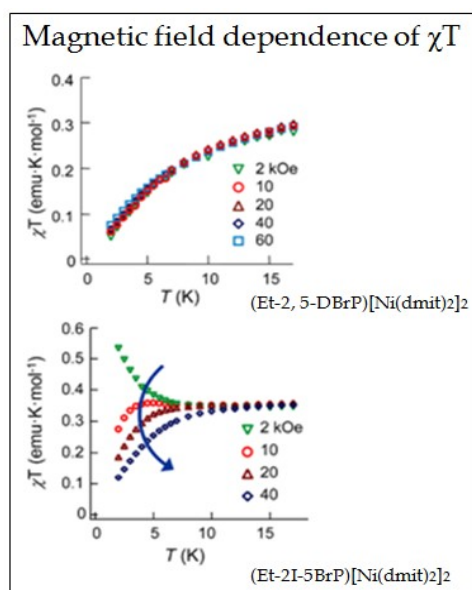 Magnetic field dependence of χT
0.4
0.3
0.2
0.1
0
χT (emu·K·mol⁻¹)
2 kOe
10
20
40
60
0 5 10 15
T (K)
(Et-2, 5-DBrP)[Ni(dmit)₂]₂
0.6
0.5
0.4
0.3
0.2
0.1
0
χT (emu·K·mol⁻¹)
2 kOe
10
20
40
0 5 10 15
T (K)
(Et-2I-5BrP)[Ni(dmit)₂]₂